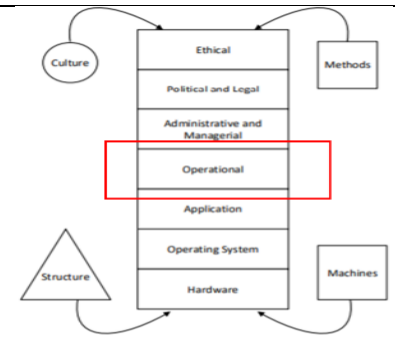 Ethical
Culture
Methods
Political and Legal
Administrative and
Managerial
Operational
Application
Operating System
Structure
Machines
Hardware